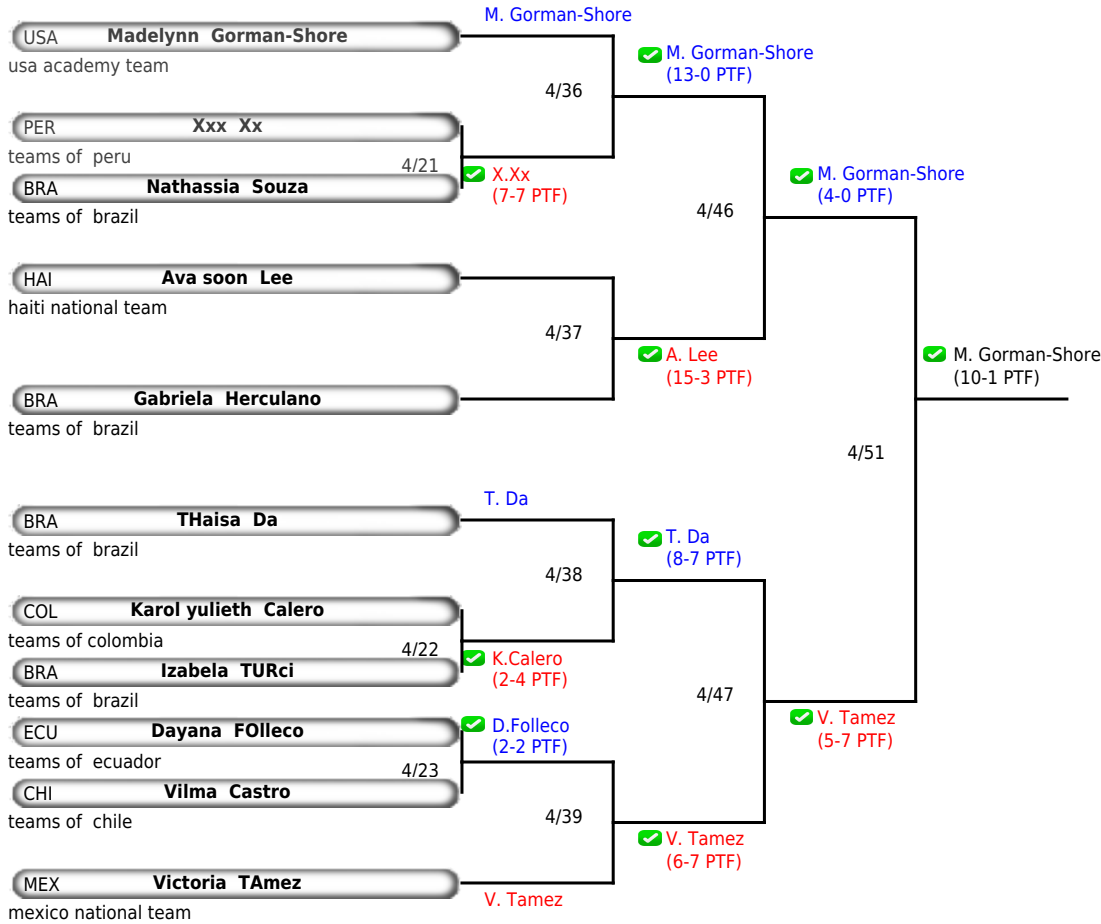 M. Gorman-Shore
USA Madelynn Gorman-Shore
usa academy team
M. Gorman-Shore
(13-0 PTF)
4/36
PER Xxx Xx
teams of peru
4/21
X.Xx
(7-7 PTF)
BRA Nathassia Souza
teams of brazil
M. Gorman-Shore
(4-0 PTF)
4/46
HAI Ava soon Lee
haiti national team
4/37
A. Lee
(15-3 PTF)
M. Gorman-Shore
(10-1 PTF)
BRA Gabriela Herculano
teams of brazil
4/51
T. Da
BRA THaisa Da
teams of brazil
T. Da
(8-7 PTF)
4/38
COL Karol yulieth Calero
teams of colombia
4/22
K.Calero
(2-4 PTF)
BRA Izabela TURci
teams of brazil
4/47
V. Tamez
(5-7 PTF)
ECU Dayana FOlleco
D.Folleco
(2-2 PTF)
teams of ecuador
4/23
CHI Vilma Castro
teams of chile
4/39
V. Tamez
(6-7 PTF)
MEX Victoria TAmez
V. Tamez
mexico national team